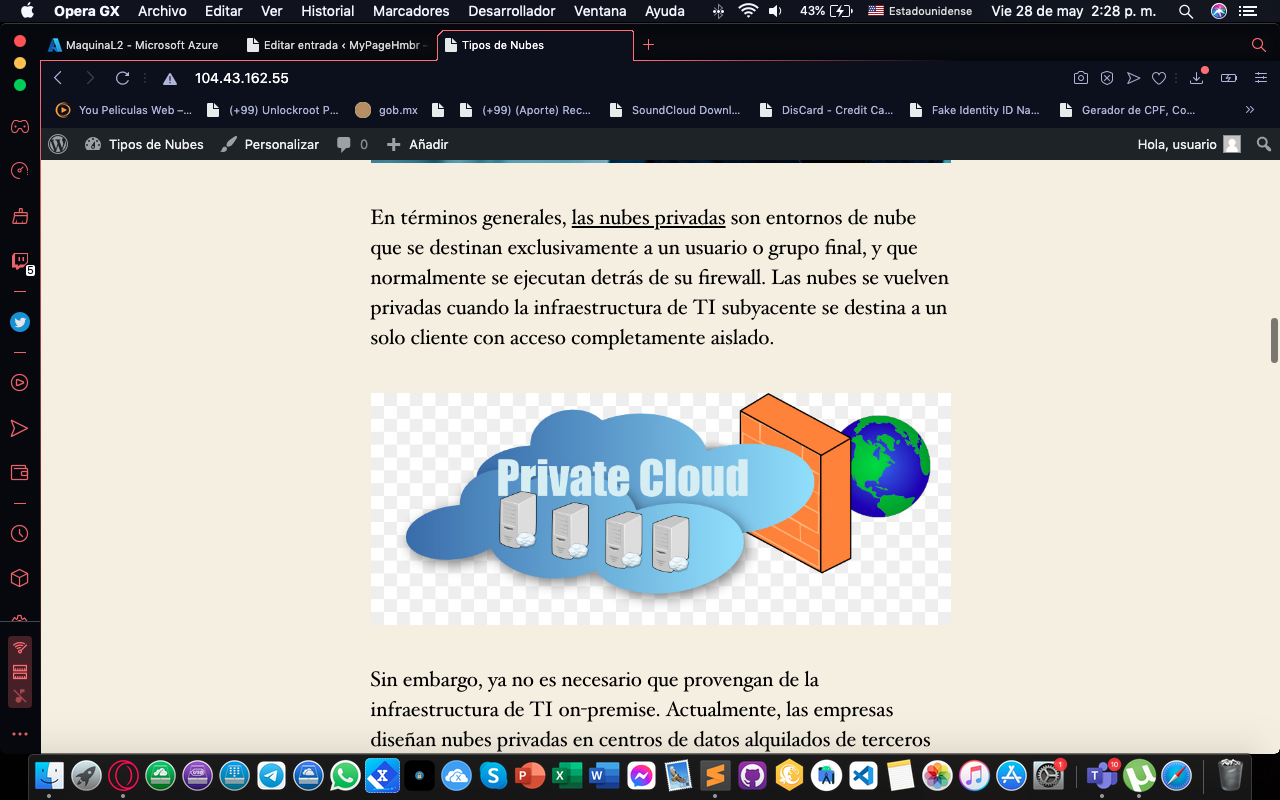 Opera GX Archivo Editar Ver Historial Marcadores Desarrollador Ventana Ayuda 43% Estadounidense Vie 28 de may 2:28 p. m.
MaquinaL2 - Microsoft Azure Editar entrada ‹ MyPageHmbr – Tipos de Nubes
104.43.162.55
You Peliculas Web –... (+99) Unlockroot P... gob.mx (+99) (Aporte) Rec... SoundCloud Downl... DisCard - Credit Ca... Fake Identity ID Na... Gerador de CPF, Co...
Tipos de Nubes Personalizar 0 Añadir Hola, usuario
5
En términos generales, las nubes privadas son entornos de nube
que se destinan exclusivamente a un usuario o grupo final, y que
normalmente se ejecutan detrás de su firewall. Las nubes se vuelven
privadas cuando la infraestructura de TI subyacente se destina a un
solo cliente con acceso completamente aislado.
Private Cloud
Sin embargo, ya no es necesario que provengan de la
infraestructura de TI on-premise. Actualmente, las empresas
diseñan nubes privadas en centros de datos alquilados de terceros
1 10